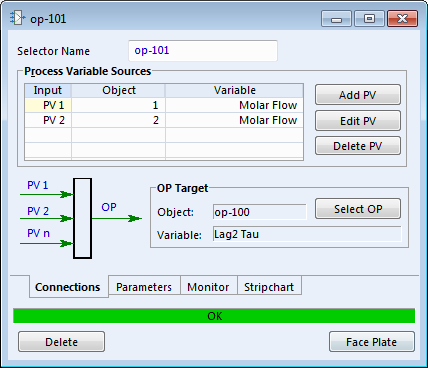 op-101
Selector Name op-101
Process Variable Sources
Input Object Variable
PV 1 1 Molar Flow
PV 2 2 Molar Flow
Add PV
Edit PV
Delete PV
PV 1
PV 2
PV n
OP
OP Target
Object: op-100 Select OP
Variable: Lag2 Tau
Connections Parameters Monitor Stripchart
OK
Delete Face Plate